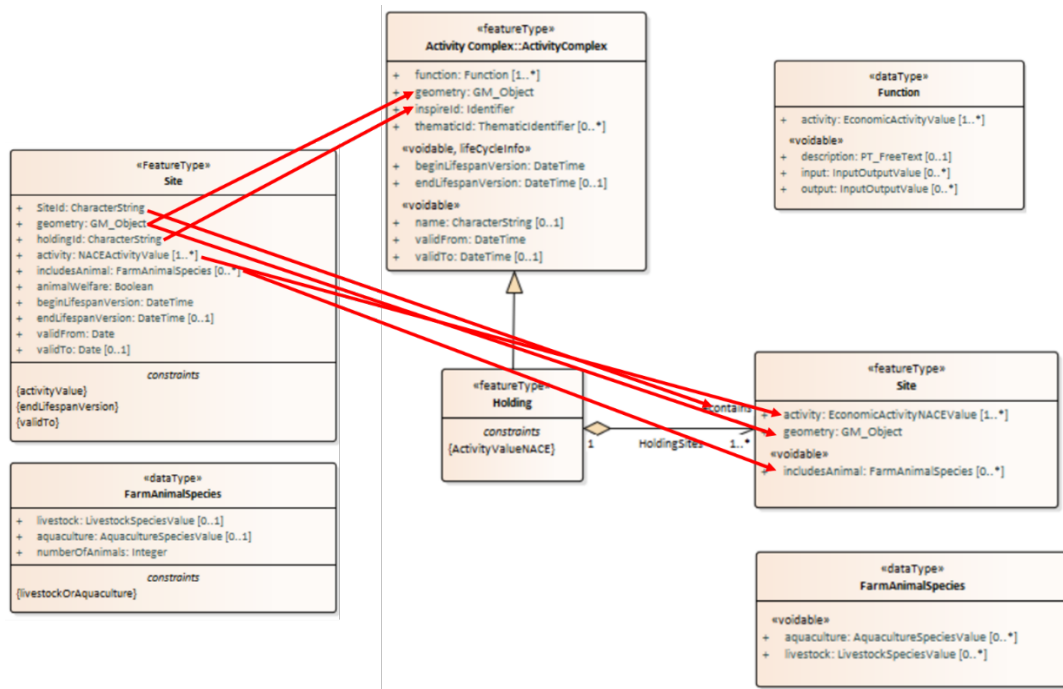 «FeatureType»
Site
+ SiteId: CharacterString
+ geometry: GM_Object
+ holdingId: CharacterString
+ activity: NACEActivityValue [1..*]
+ includesAnimal: FarmAnimalSpecies [0..*]
+ animalWelfare: Boolean
+ beginLifespanVersion: DateTime
+ endLifespanVersion: DateTime [0..1]
+ validFrom: Date
+ validTo: Date [0..1]
constraints
{activityValue}
{endLifespanVersion}
{validTo}
«dataType»
FarmAnimalSpecies
+ livestock: LivestockSpeciesValue [0..1]
+ aquaculture: AquacultureSpeciesValue [0..1]
+ numberOfAnimals: Integer
constraints
{livestockOrAquaculture}
«featureType»
Activity Complex::ActivityComplex
+ function: Function [1..*]
+ geometry: GM_Object
+ inspireId: Identifier
+ thematicId: ThematicIdentifier [0..*]
«voidable, lifeCycleInfo»
+ beginLifespanVersion: DateTime
+ endLifespanVersion: DateTime [0..1]
«voidable»
+ name: CharacterString [0..1]
+ validFrom: DateTime
+ validTo: DateTime [0..1]
«featureType»
Holding
constraints
{ActivityValueNACE}
+contains
1
HoldingSites
1..*
«dataType»
Function
+ activity: EconomicActivityValue [1..*]
«voidable»
+ description: PT_FreeText [0..1]
+ input: InputOutputValue [0..*]
+ output: InputOutputValue [0..*]
«featureType»
Site
+ activity: EconomicActivityNACEValue [1..*]
geometry: GM_Object
«voidable»
+ includesAnimal: FarmAnimalSpecies [0..*]
«dataType»
FarmAnimalSpecies
«voidable»
+ aquaculture: AquacultureSpeciesValue [0..*]
+ livestock: LivestockSpeciesValue [0..*]